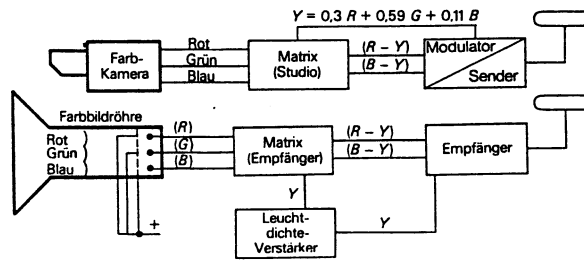 Y = 0,3 R + 0,59 G + 0,11 B
Farb-
Kamera
Rot
Grün
Blau
Matrix
(Studio)
(R – Y)
(B – Y)
Modulator
Sender
Farbbildröhre
Rot
Grün
Blau
(R)
(G)
(B)
+
Matrix
(Empfänger)
(R – Y)
(B – Y)
Empfänger
Y
Leucht-
dichte-
Verstärker
Y